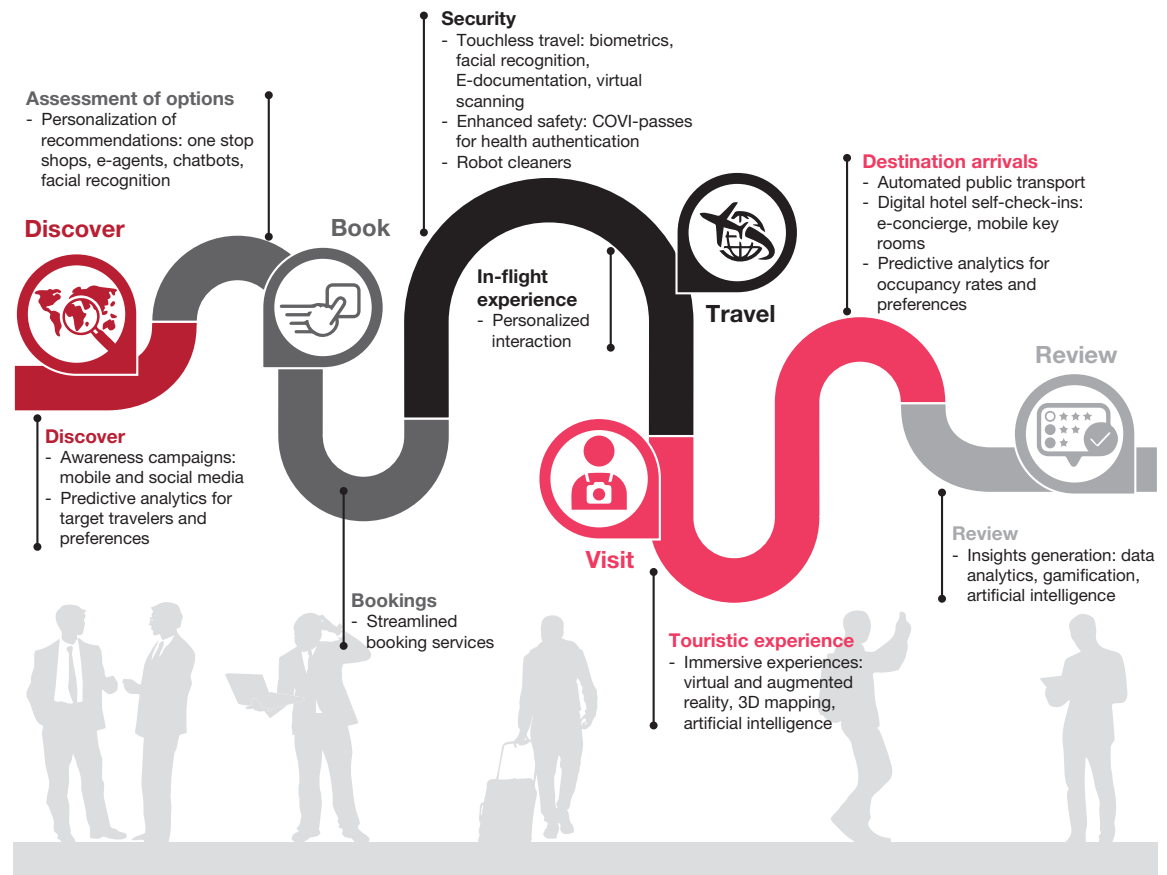 Security
- Touchless travel: biometrics,
facial recognition,
E-documentation, virtual
scanning
- Enhanced safety: COVI-passes
for health authentication
- Robot cleaners
Assessment of options
- Personalization of
recommendations: one stop
shops, e-agents, chatbots,
facial recognition
Destination arrivals
- Automated public transport
- Digital hotel self-check-ins:
e-concierge, mobile key
rooms
- Predictive analytics for
occupancy rates and
preferences
Discover
Book
In-flight
experience
- Personalized
interaction
Travel
Review
Discover
- Awareness campaigns:
mobile and social media
- Predictive analytics for
target travelers and
preferences
Visit
Review
- Insights generation: data
analytics, gamification,
artificial intelligence
Bookings
- Streamlined
booking services
Touristic experience
- Immersive experiences:
virtual and augmented
reality, 3D mapping,
artificial intelligence